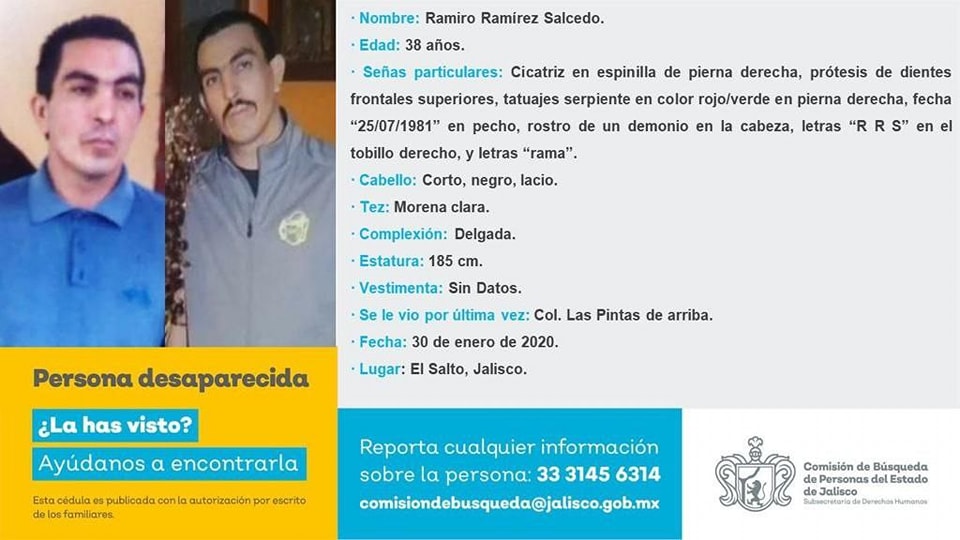 · Nombre: Ramiro Ramírez Salcedo.
· Edad: 38 años.
· Señas particulares: Cicatriz en espinilla de pierna derecha, prótesis de dientes
frontales superiores, tatuajes serpiente en color rojo/verde en pierna derecha, fecha
“25/07/1981” en pecho, rostro de un demonio en la cabeza, letras “R R S” en el
tobillo derecho, y letras “rama”.
· Cabello: Corto, negro, lacio.
· Tez: Morena clara.
· Complexión: Delgada.
· Estatura: 185 cm.
· Vestimenta: Sin Datos.
· Se le vio por última vez: Col. Las Pintas de arriba.
· Fecha: 30 de enero de 2020.
· Lugar: El Salto, Jalisco.
Persona desaparecida
¿La has visto?
Ayúdanos a encontrarla
Esta cédula es publicada con la autorización por escrito
de los familiares.
Reporta cualquier información
sobre la persona: 33 3145 6314
comisiondebusqueda@jalisco.gob.mx
Comisión de Búsqueda
de Personas del Estado
de Jalisco
Subsecretaría de Derechos Humanos